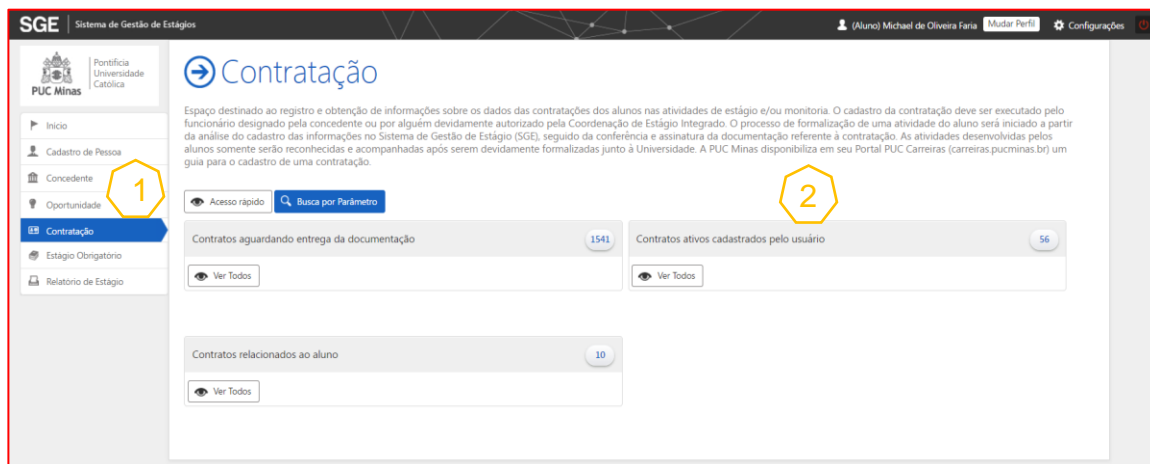 SGE Sistema de Gestão de Estágios
(Aluno) Michael de Oliveira Faria Mudar Perfil Configurações
PUC Minas
Pontifícia
Universidade
Católica
Início
Cadastro de Pessoa
Concedente
Oportunidade
Contratação
Estágio Obrigatório
Relatório de Estágio
1
Contratação
Espaço destinado ao registro e obtenção de informações sobre os dados das contratações dos alunos nas atividades de estágio e/ou monitoria. O cadastro da contratação deve ser executado pelo
funcionário designado pela concedente ou por alguém devidamente autorizado pela Coordenação de Estágio Integrado. O processo de formalização de uma atividade do aluno será iniciado a partir
da análise do cadastro das informações no Sistema de Gestão de Estágio (SGE), seguido da conferência e assinatura da documentação referente à contratação. As atividades desenvolvidas pelos
alunos somente serão reconhecidas e acompanhadas após serem devidamente formalizadas junto à Universidade. A PUC Minas disponibiliza em seu Portal PUC Carreiras (carreiras.pucminas.br) um
guia para o cadastro de uma contratação.
2
Acesso rápido Busca por Parâmetro
Contratos aguardando entrega da documentação 1541
Ver Todos
Contratos ativos cadastrados pelo usuário 56
Ver Todos
Contratos relacionados ao aluno 10
Ver Todos